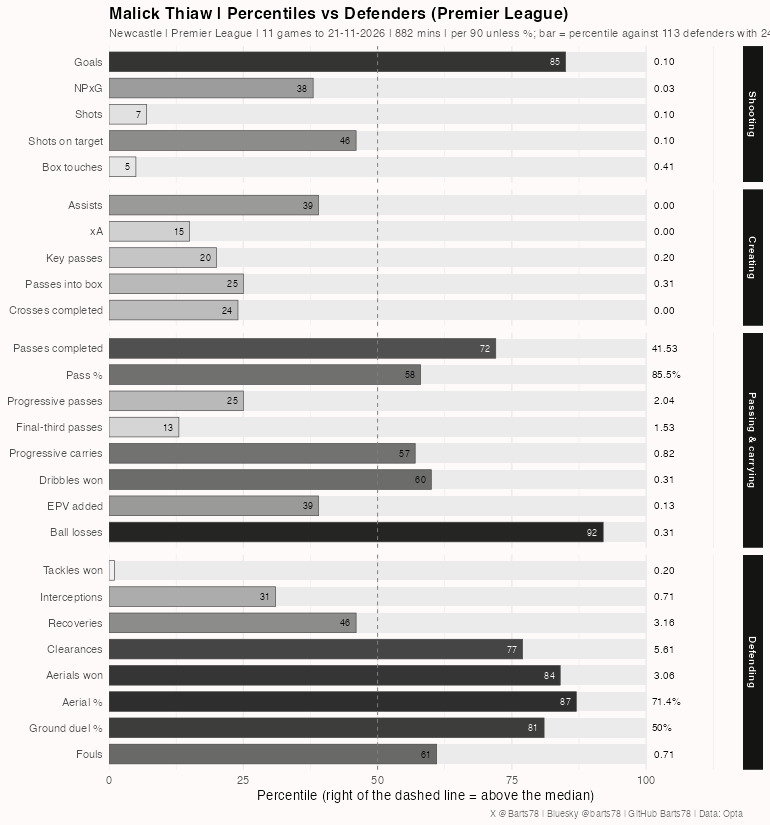 Malick Thiaw | Percentiles vs Defenders (Premier League)
Newcastle | Premier League | 11 games to 21-11-2026 | 882 mins | per 90 unless %; bar = percentile against 113 defenders with 24
Goals 85 0.10
NPxG 38 0.03
Shots 7 0.10
Shots on target 46 0.10
Box touches 5 0.41
Shooting
Assists 39 0.00
xA 15 0.00
Key passes 20 0.20
Passes into box 25 0.31
Crosses completed 24 0.00
Creating
Passes completed 72 41.53
Pass % 58 85.5%
Progressive passes 25 2.04
Final-third passes 13 1.53
Progressive carries 57 0.82
Dribbles won 60 0.31
EPV added 39 0.13
Ball losses 92 0.31
Passing & carrying
Tackles won 0.20
Interceptions 31 0.71
Recoveries 46 3.16
Clearances 77 5.61
Aerials won 84 3.06
Aerial % 87 71.4%
Ground duel % 81 50%
Fouls 61 0.71
Defending
0 25 50 75 100
Percentile (right of the dashed line = above the median)
X @Barts78 | Bluesky @barts78 | GitHub Barts78 | Data: Opta